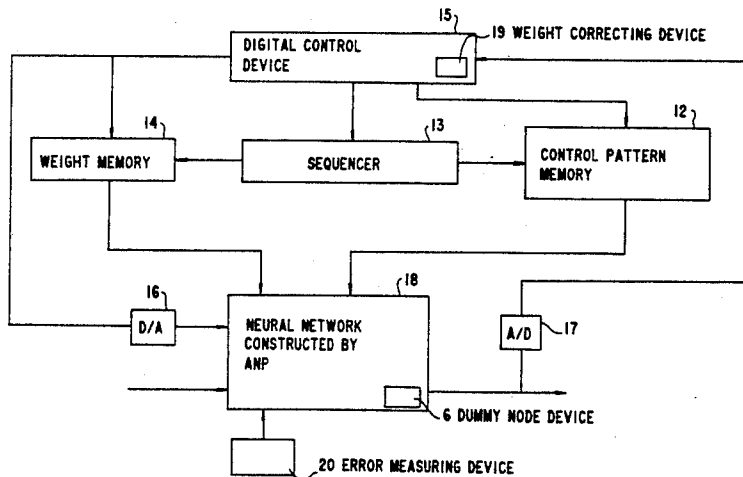 15
19 WEIGHT CORRECTING DEVICE
DIGITAL CONTROL
DEVICE
14
13
12
WEIGHT MEMORY
SEQUENCER
CONTROL PATTERN
MEMORY
18
16
D/A
NEURAL NETWORK
CONSTRUCTED BY
ANP
A/D
17
6 DUMMY NODE DEVICE
20 ERROR MEASURING DEVICE